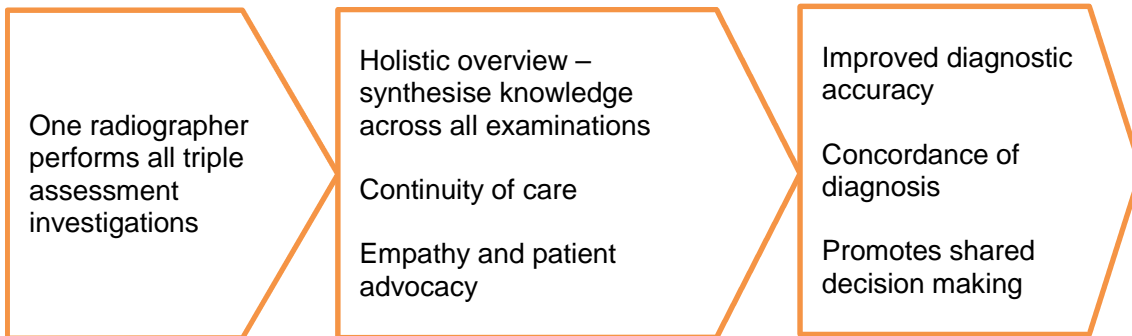 One radiographer
performs all triple
assessment
investigations
Holistic overview –
synthesise knowledge
across all examinations
Continuity of care
Empathy and patient
advocacy
Improved diagnostic
accuracy
Concordance of
diagnosis
Promotes shared
decision making